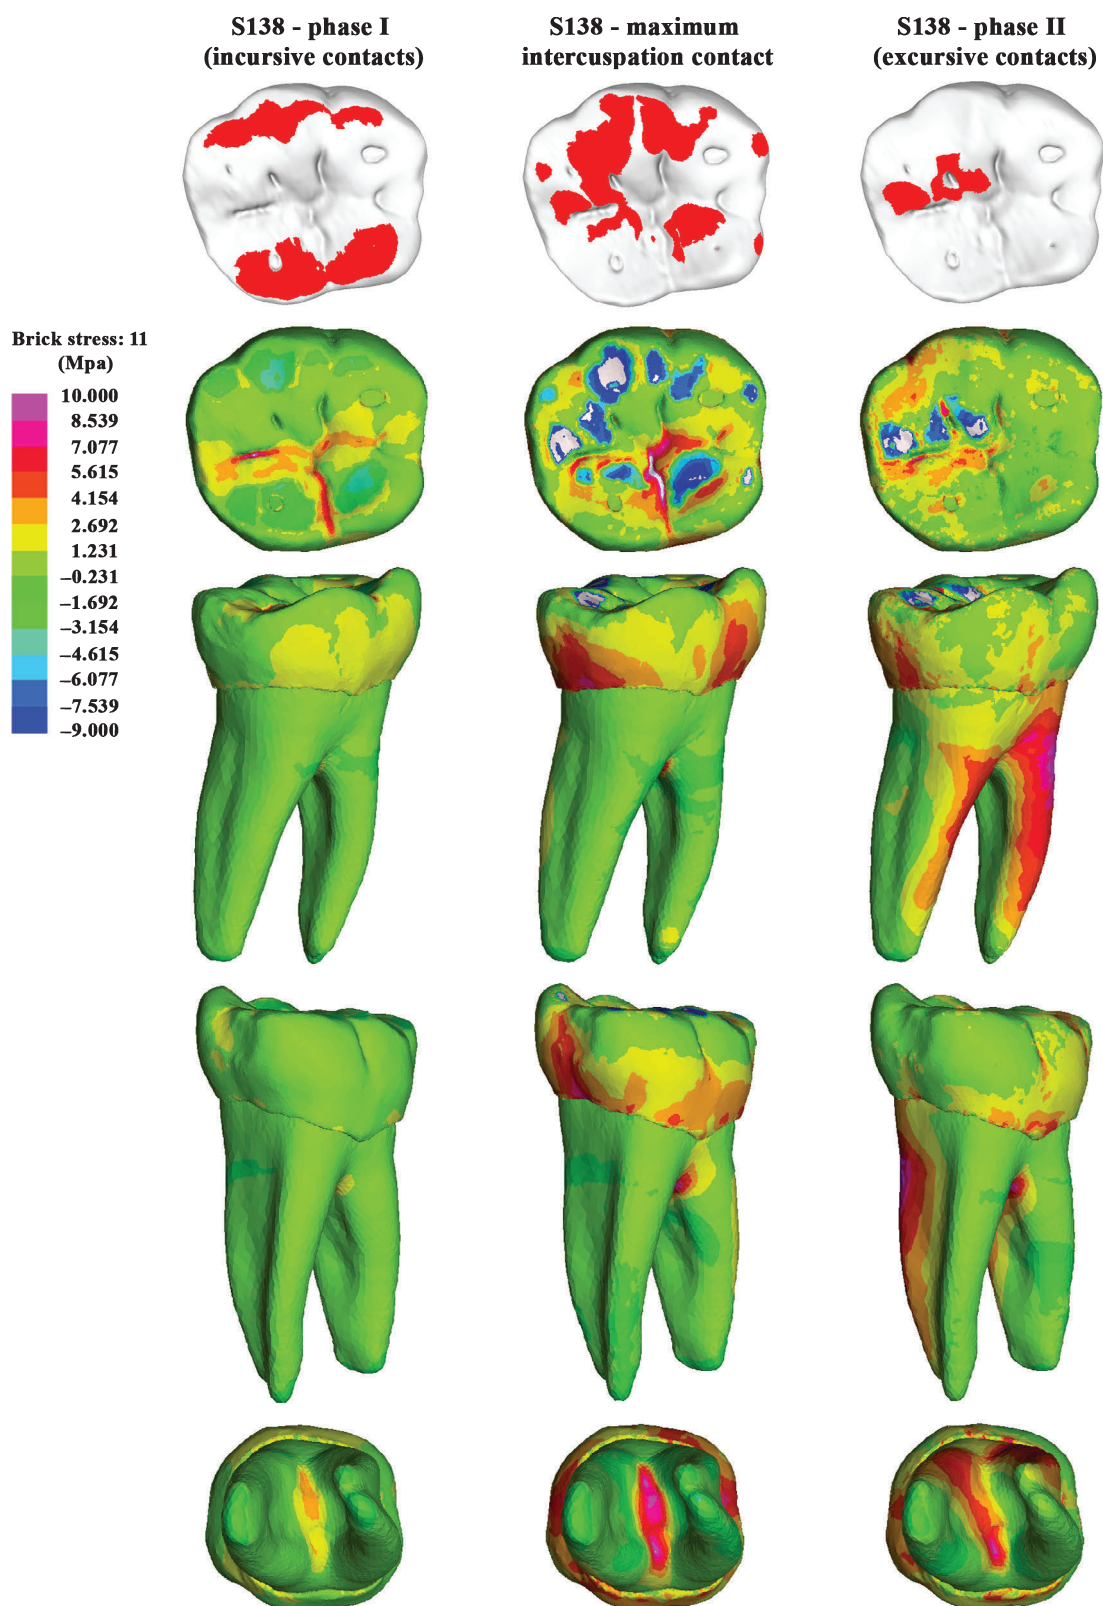 S138 - phase I
(incursive contacts)
S138 - maximum
intercuspation contact
S138 - phase II
(excursive contacts)
Brick stress: 11
(Mpa)
10.000
8.539
7.077
5.615
4.154
2.692
1.231
–0.231
–1.692
–3.154
–4.615
–6.077
–7.539
–9.000